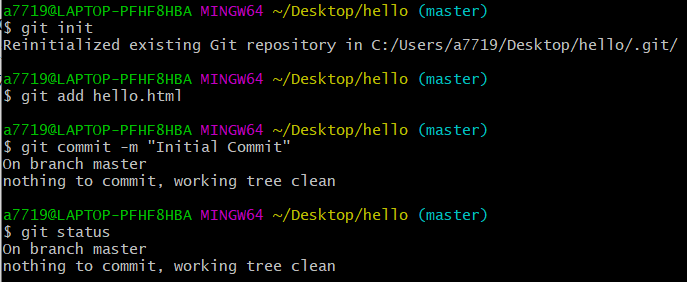 a7719@LAPTOP-PFHF8HBA MINGW64 ~/Desktop/hello (master)
$ git init
Reinitialized existing Git repository in C:/Users/a7719/Desktop/hello/.git/
a7719@LAPTOP-PFHF8HBA MINGW64 ~/Desktop/hello (master)
$ git add hello.html
a7719@LAPTOP-PFHF8HBA MINGW64 ~/Desktop/hello (master)
$ git commit -m "Initial Commit"
On branch master
nothing to commit, working tree clean
a7719@LAPTOP-PFHF8HBA MINGW64 ~/Desktop/hello (master)
$ git status
On branch master
nothing to commit, working tree clean